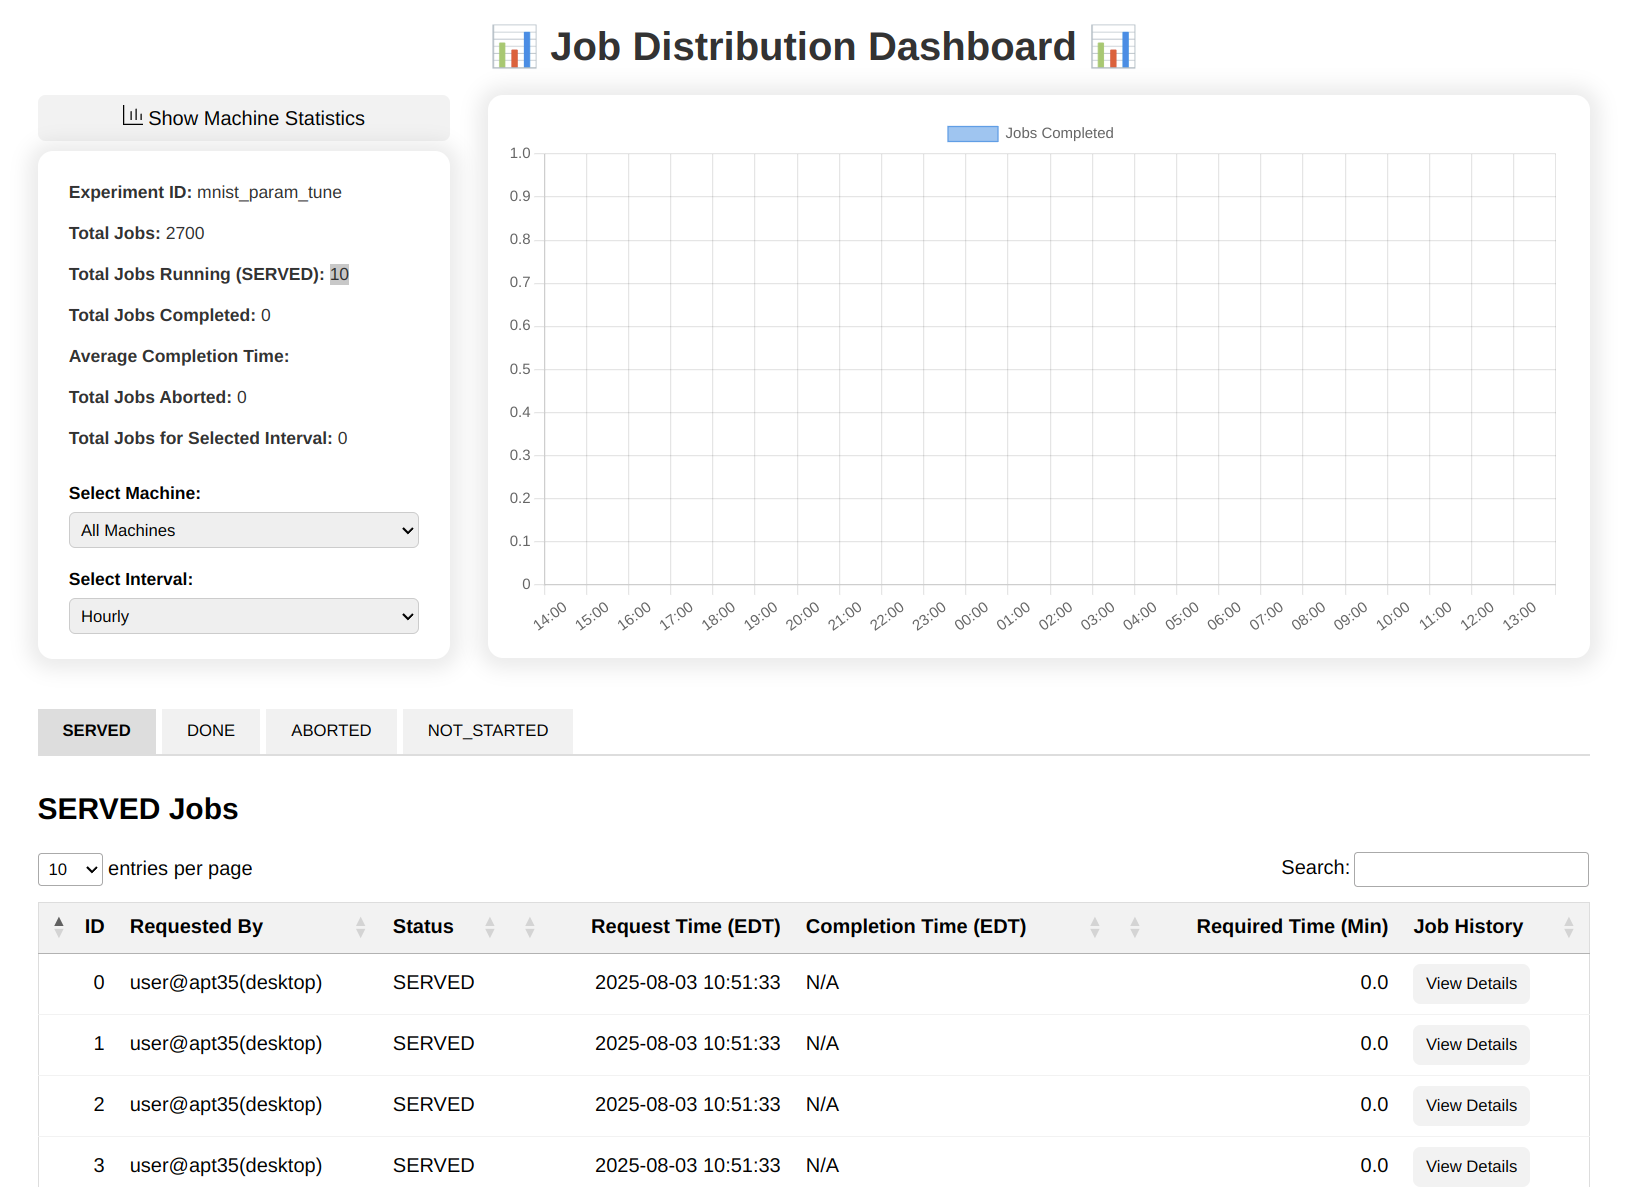 Job Distribution Dashboard
Show Machine Statistics
Experiment ID: mnist_param_tune
Total Jobs: 2700
Total Jobs Running (SERVED): 10
Total Jobs Completed: 0
Average Completion Time:
Total Jobs Aborted: 0
Total Jobs for Selected Interval: 0
Select Machine:
All Machines
Select Interval:
Hourly
Jobs Completed
1.0
0.9
0.8
0.7
0.6
0.5
0.4
0.3
0.2
0.1
0
14:00 15:00 16:00 17:00 18:00 19:00 20:00 21:00 22:00 23:00 00:00 01:00 02:00 03:00 04:00 05:00 06:00 07:00 08:00 09:00 10:00 11:00 12:00 13:00
SERVED DONE ABORTED NOT_STARTED
SERVED Jobs
10 entries per page Search:
ID Requested By Status Request Time (EDT) Completion Time (EDT) Required Time (Min) Job History
0 user@apt35(desktop) SERVED 2025-08-03 10:51:33 N/A 0.0 View Details
1 user@apt35(desktop) SERVED 2025-08-03 10:51:33 N/A 0.0 View Details
2 user@apt35(desktop) SERVED 2025-08-03 10:51:33 N/A 0.0 View Details
3 user@apt35(desktop) SERVED 2025-08-03 10:51:33 N/A 0.0 View Details